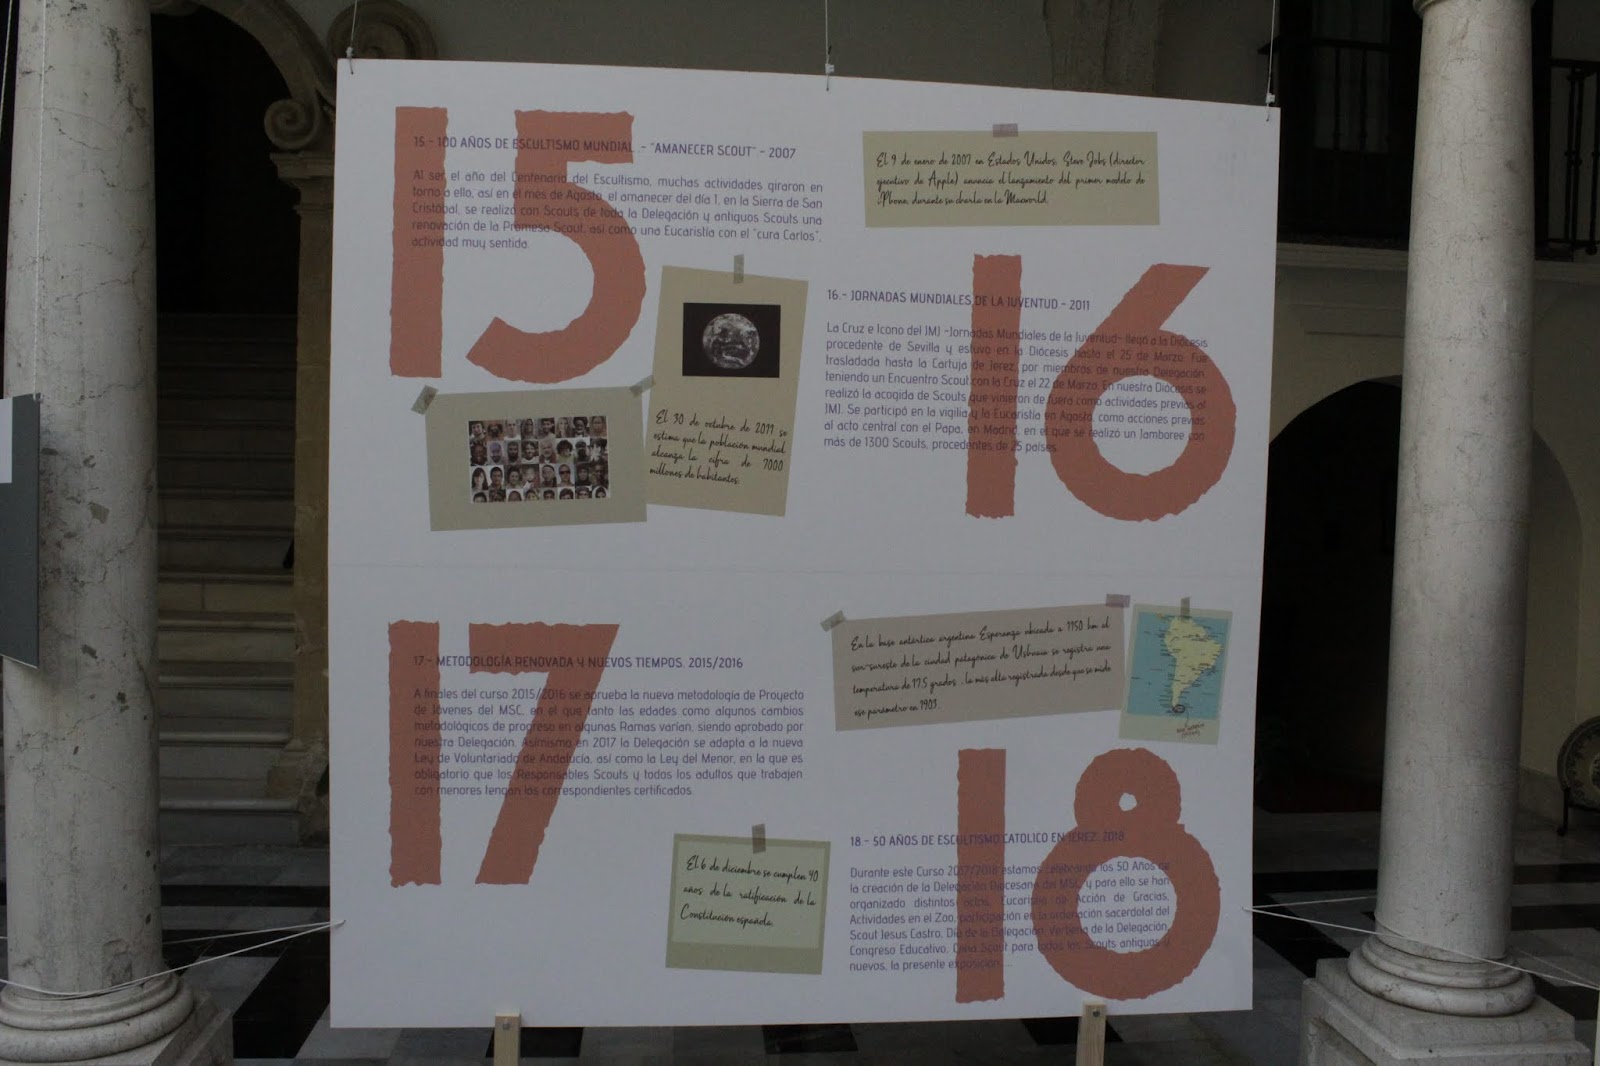 15
15 - 100 AÑOS DE ESCULTISMO MUNDIAL .- "AMANECER SCOUT" - 2007
Al ser el año del Centenario del Escultismo, muchas actividades giraron en
torno a ello, así en el mes de Agosto, el amanecer del día 1, en la Sierra de San
Cristóbal, se realizó con Scouts de toda la Delegación y antiguos Scouts una
renovación de la Promesa Scout, así como una Eucaristía con el "cura Carlos",
actividad muy sentida.
El 9 de enero de 2007 en Estados Unidos, Steve Jobs (director
ejecutivo de Apple) anuncia el lanzamiento del primer modelo de
iPhone, durante su charla en la Macworld.
El 30 de octubre de 2011 se
estima que la población mundial
alcanza la cifra de 7000
millones de habitantes.
16
16.- JORNADAS MUNDIALES DE LA JUVENTUD - 2011
La Cruz e Icono del JMJ -Jornadas Mundiales de la Juventud- llegó a la Diócesis
procedente de Sevilla y estuvo en la Diócesis hasta el 25 de Marzo. Fue
trasladada hasta la Cartuja de Jerez, por miembros de nuestra Delegación,
teniendo un Encuentro Scout con la Cruz el 22 de Marzo. En nuestra Diócesis se
realizó la acogida de Scouts que vinieron de fuera como actividades previas al
JMJ. Se participó en la vigilia y la Eucaristía en Agosto, como acciones previas
al acto central con el Papa, en Madrid, en el que se realizó un Jamboree con
más de 1300 Scouts, procedentes de 25 países.
17
17.- METODOLOGÍA RENOVADA Y NUEVOS TIEMPOS. 2015/2016
A finales del curso 2015/2016 se aprueba la nueva metodología de Proyecto
de Jóvenes del MSC, en el que tanto las edades como algunos cambios
metodológicos de progreso en algunas Ramas varían, siendo aprobado por
nuestra Delegación. Asimismo en 2017 la Delegación se adapta a la nueva
Ley de Voluntariado de Andalucía, así como la Ley del Menor, en la que es
obligatorio que los Responsables Scouts y todos los adultos que trabajen
con menores tengan los correspondientes certificados.
En la base antártica argentina Esperanza ubicada a 1150 km al
sur-sureste de la ciudad patagónica de Ushuaia se registra una
temperatura de 17.5 grados , la más alta registrada desde que se mide
ese parámetro en 1903.
El 6 de diciembre se cumplen 40
años de la ratificación de la
Constitución española.
18
18 - 50 AÑOS DE ESCULTISMO CATOLICO EN JEREZ. 2018
Durante este Curso 2017/2018 estamos celebrando los 50 Años de
la creación de la Delegación Diocesana del MSC, y para ello se han
organizado distintos actos, Eucaristía de Acción de Gracias,
Actividades en el Zoo, participación en la ordenación sacerdotal del
Scout Jesus Castro, Día de la Delegación, Verbena de la Delegación,
Congreso Educativo, Cena Scout para todos los Scouts antiguos y
nuevos, la presente exposición....